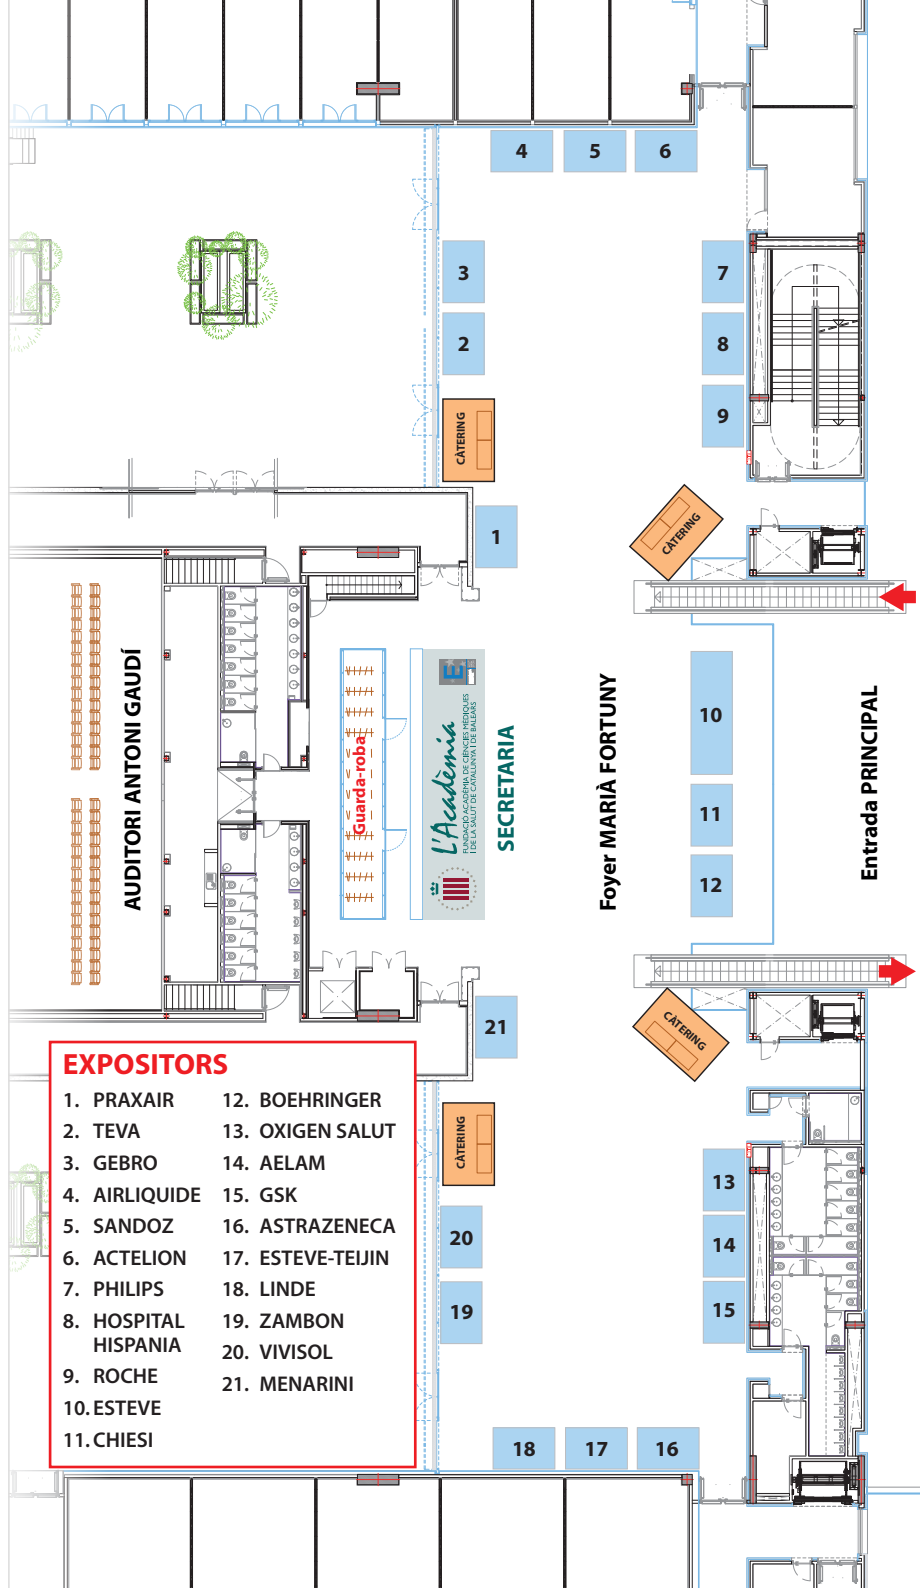 4
5
6
3
7
2
8
9
CÀTERING
1
CÀTERING
AUDITORI ANTONI GAUDÍ
Guarda-roba
L'Acadèmia
FUNDACIÓ ACADÈMIA DE CIÈNCIES MÈDIQUES
I DE LA SALUT DE CATALUNYA I DE BALEARS
E
SECRETARIA
Foyer MARIÀ FORTUNY
10
11
12
Entrada PRINCIPAL
21
CÀTERING
CÀTERING
20
19
13
14
15
18
17
16
EXPOSITORS
1. PRAXAIR
2. TEVA
3. GEBRO
4. AIRLIQUIDE
5. SANDOZ
6. ACTELION
7. PHILIPS
8. HOSPITAL
HISPANIA
9. ROCHE
10. ESTEVE
11. CHIESI
12. BOEHRINGER
13. OXIGEN SALUT
14. AELAM
15. GSK
16. ASTRAZENECA
17. ESTEVE-TEIJIN
18. LINDE
19. ZAMBON
20. VIVISOL
21. MENARINI